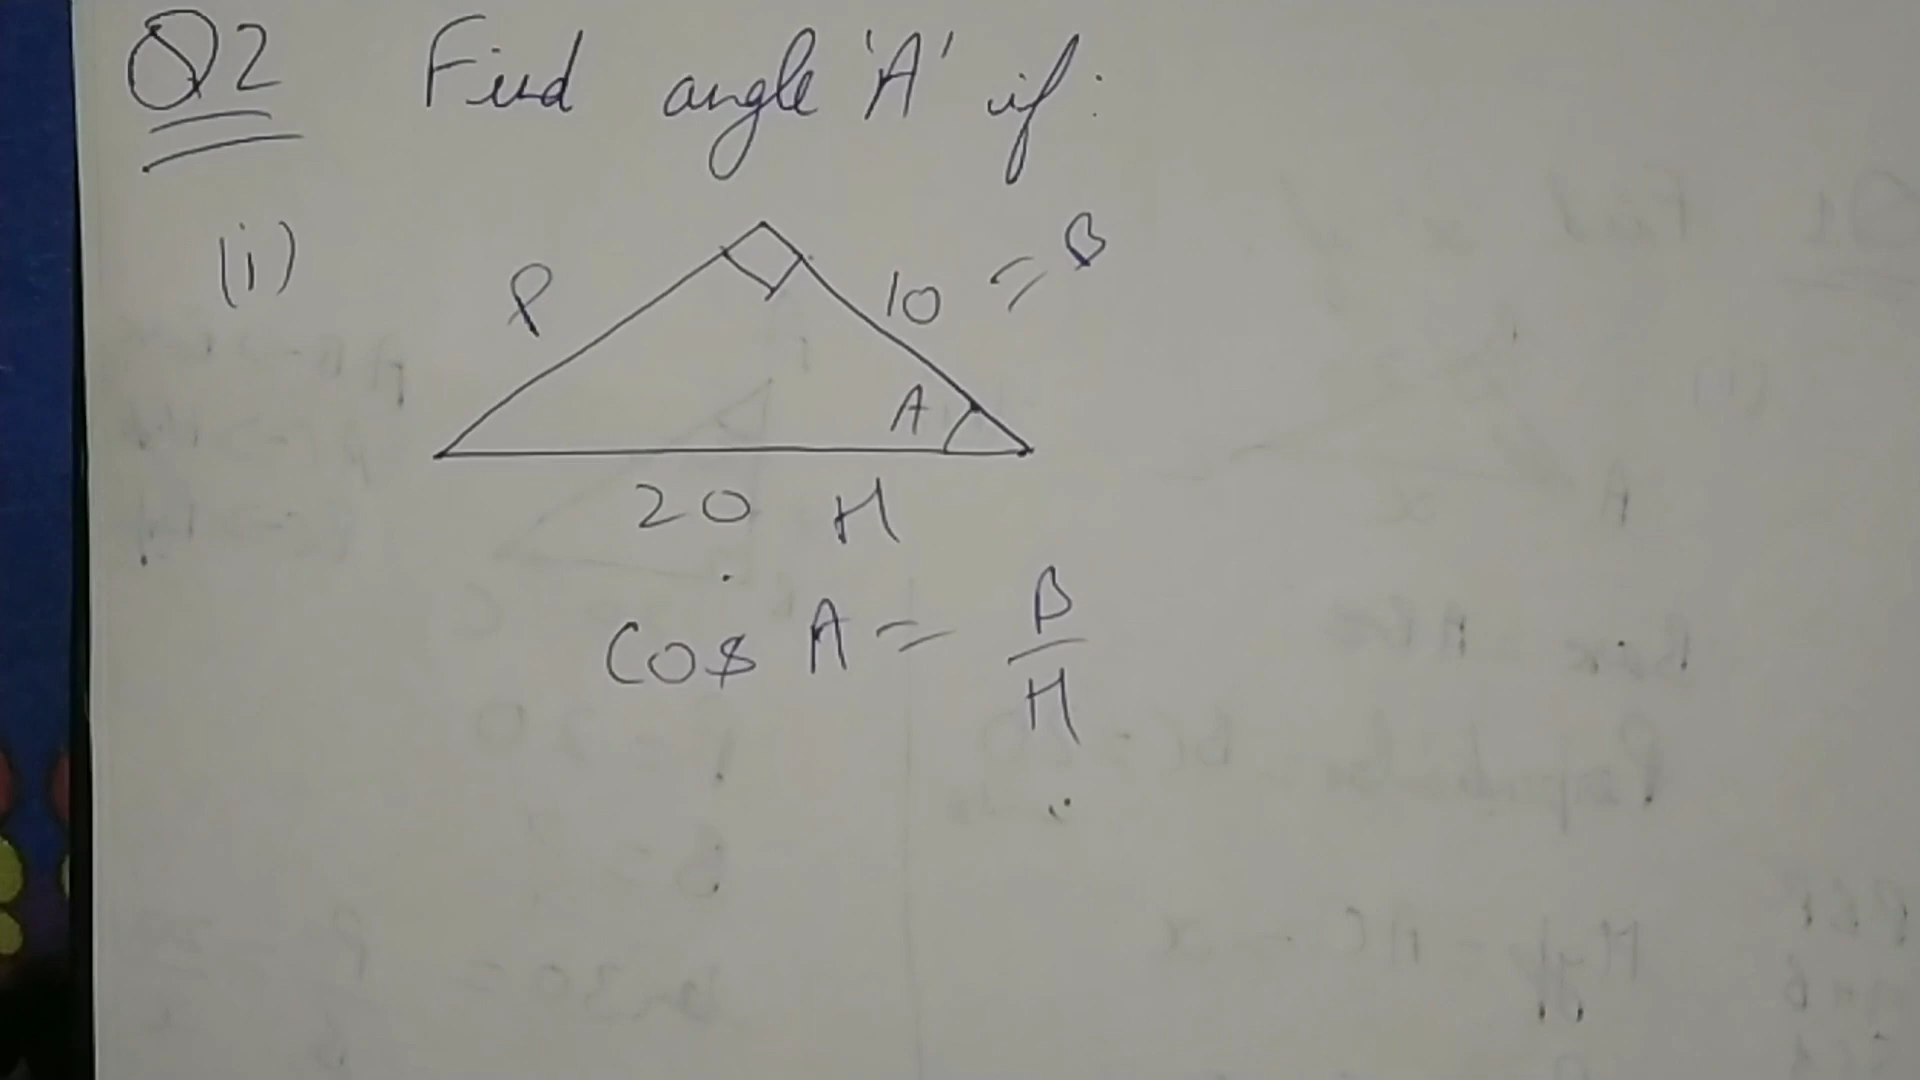 Q2 Find angle 'A' if:
(i)
P
10 = B
A
20 H
Cos A = B/H